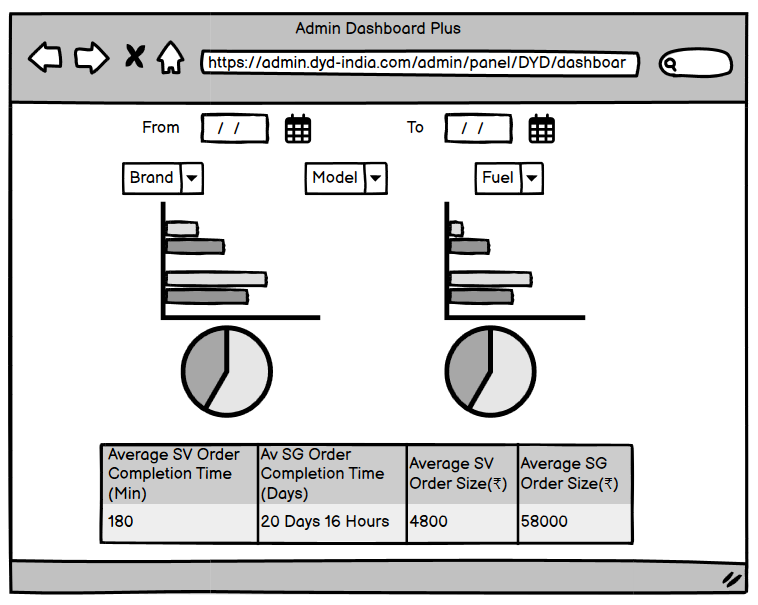 Admin Dashboard Plus
https://admin.dyd-india.com/admin/panel/DYD/dashboar
From / / To / /
Brand Model Fuel
Average SV Order Completion Time (Min)
Av SG Order Completion Time (Days)
Average SV Order Size(₹)
Average SG Order Size(₹)
180 20 Days 16 Hours 4800 58000